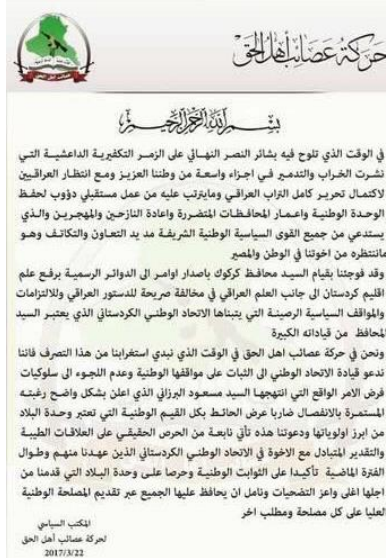 حركة عصائب أهل الحق
عصائب اهل الحق
بسم الله الرحمن الرحيم
في الوقت الذي تلوح فيه بشائر النصر النهائي على الزمر التكفيرية الداعشية التي
نشرت الخراب والتدمير في اجزاء واسعة من وطننا العزيز ومع انتظار العراقيين
لاكتمال تحرير كامل التراب العراقي ومايترتب عليه من عمل مستقبلي دؤوب لحفظ
الوحدة الوطنية واعمار المحافظات المتضررة واعادة النازحين والمهجرين والذي
يستدعي من جميع القوى السياسية الوطنية الشريفة مد يد التعاون والتكاتف وهو
ماننتظره من اخوتنا في الوطن والمصير
وقد فوجئنا بقيام السيد محافظ كركوك باصدار اوامر الى الدوائر الرسمية برفع علم
اقليم كردستان الى جانب العلم العراقي في مخالفة صريحة للدستور العراقي وللالتزامات
والمواقف السياسية الرصينة التي يتبناها الاتحاد الوطني الكردستاني الذي يعتبر السيد
المحافظ من قياداته الكبيرة
ونحن في حركة عصائب اهل الحق في الوقت الذي نبدي استغرابنا من هذا التصرف فاننا
ندعو قيادة الاتحاد الوطني الى الثبات على مواقفها الوطنية وعدم اللجوء الى سلوكيات
فرض الامر الواقع التي انتهجها السيد مسعود البرزاني الذي اعلن بشكل واضح رغبته
المستمرة بالانفصال ضاربا عرض الحائط بكل القيم الوطنية التي تعتبر وحدة البلاد
من ابرز اولوياتها ودعوتنا هذه تأتي نابعة من الحرص الحقيقي على العلاقات الطيبة
والتقدير المتبادل مع الاخوة في الاتحاد الوطني الكردستاني الذين عهدنا منهم وطوال
الفترة الماضية تأكيدا على الثوابت الوطنية وحرصا على وحدة البلاد التي قدمنا من
اجلها اغلى واعز التضحيات ونامل ان يحافظ عليها الجميع عبر تقديم المصلحة الوطنية
العليا على كل مصلحة ومطلب اخر
المكتب السياسي
لحركة عصائب أهل الحق
2017/3/22